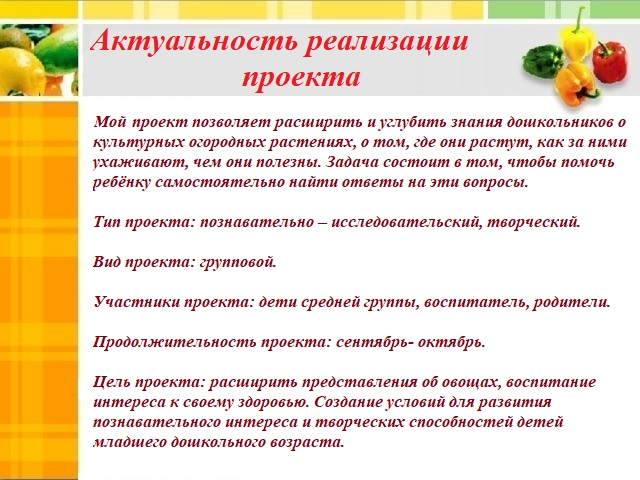 Актуальность реализации
проекта
Мой проект позволяет расширить и углубить знания дошкольников о
культурных огородных растениях, о том, где они растут, как за ними
ухаживают, чем они полезны. Задача состоит в том, чтобы помочь
ребёнку самостоятельно найти ответы на эти вопросы.
Тип проекта: познавательно – исследовательский, творческий.
Вид проекта: групповой.
Участники проекта: дети средней группы, воспитатель, родители.
Продолжительность проекта: сентябрь- октябрь.
Цель проекта: расширить представления об овощах, воспитание
интереса к своему здоровью. Создание условий для развития
познавательного интереса и творческих способностей детей
младшего дошкольного возраста.